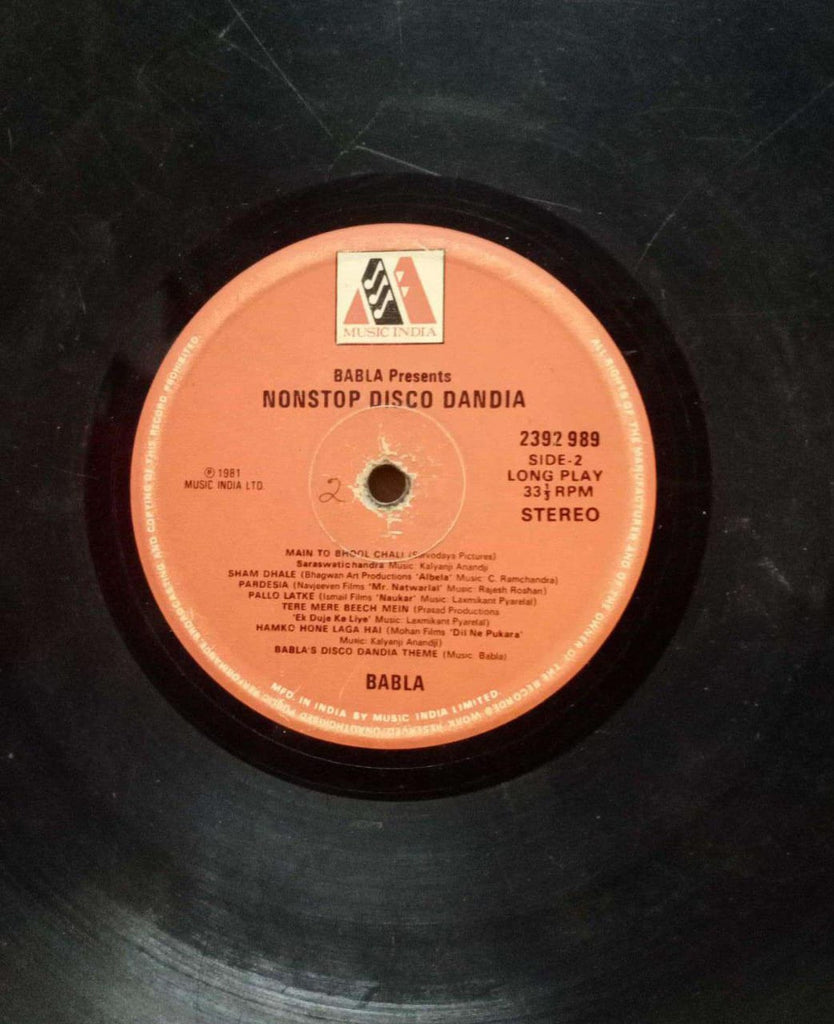 MUSIC INDIA
BABLA Presents
NONSTOP DISCO DANDIA
2392 989
SIDE-2
LONG PLAY
33⅓ RPM
STEREO
℗ 1981
MUSIC INDIA LTD.
2
MAIN TO BHOOL CHALI (Sarvodaya Pictures)
Saraswatichandra Music: Kalyanji Anandji
SHAM DHALE (Bhagwan Art Productions 'Albela' Music: C. Ramchandra)
PARDESIA (Navjeeven Films 'Mr. Natwarlal' Music: Rajesh Roshan)
PALLO LATKE (Ismail Films 'Naukar' Music: Laxmikant Pyarelal)
TERE MERE BEECH MEIN (Prasad Productions
'Ek Duje Ke Liye' Music: Laxmikant Pyarelal)
HAMKO HONE LAGA HAI (Mohan Films 'Dil Ne Pukara'
Music: Kalyanji Anandji)
BABLA'S DISCO DANDIA THEME (Music: Babla)
BABLA
MFD. IN INDIA BY MUSIC INDIA LIMITED.
ALL RIGHTS OF THE MANUFACTURER AND OF THE OWNER OF THE RECORDED WORK RESERVED. UNAUTHORISED PUBLIC PERFORMANCE BROADCASTING AND COPYING OF THIS RECORD PROHIBITED.